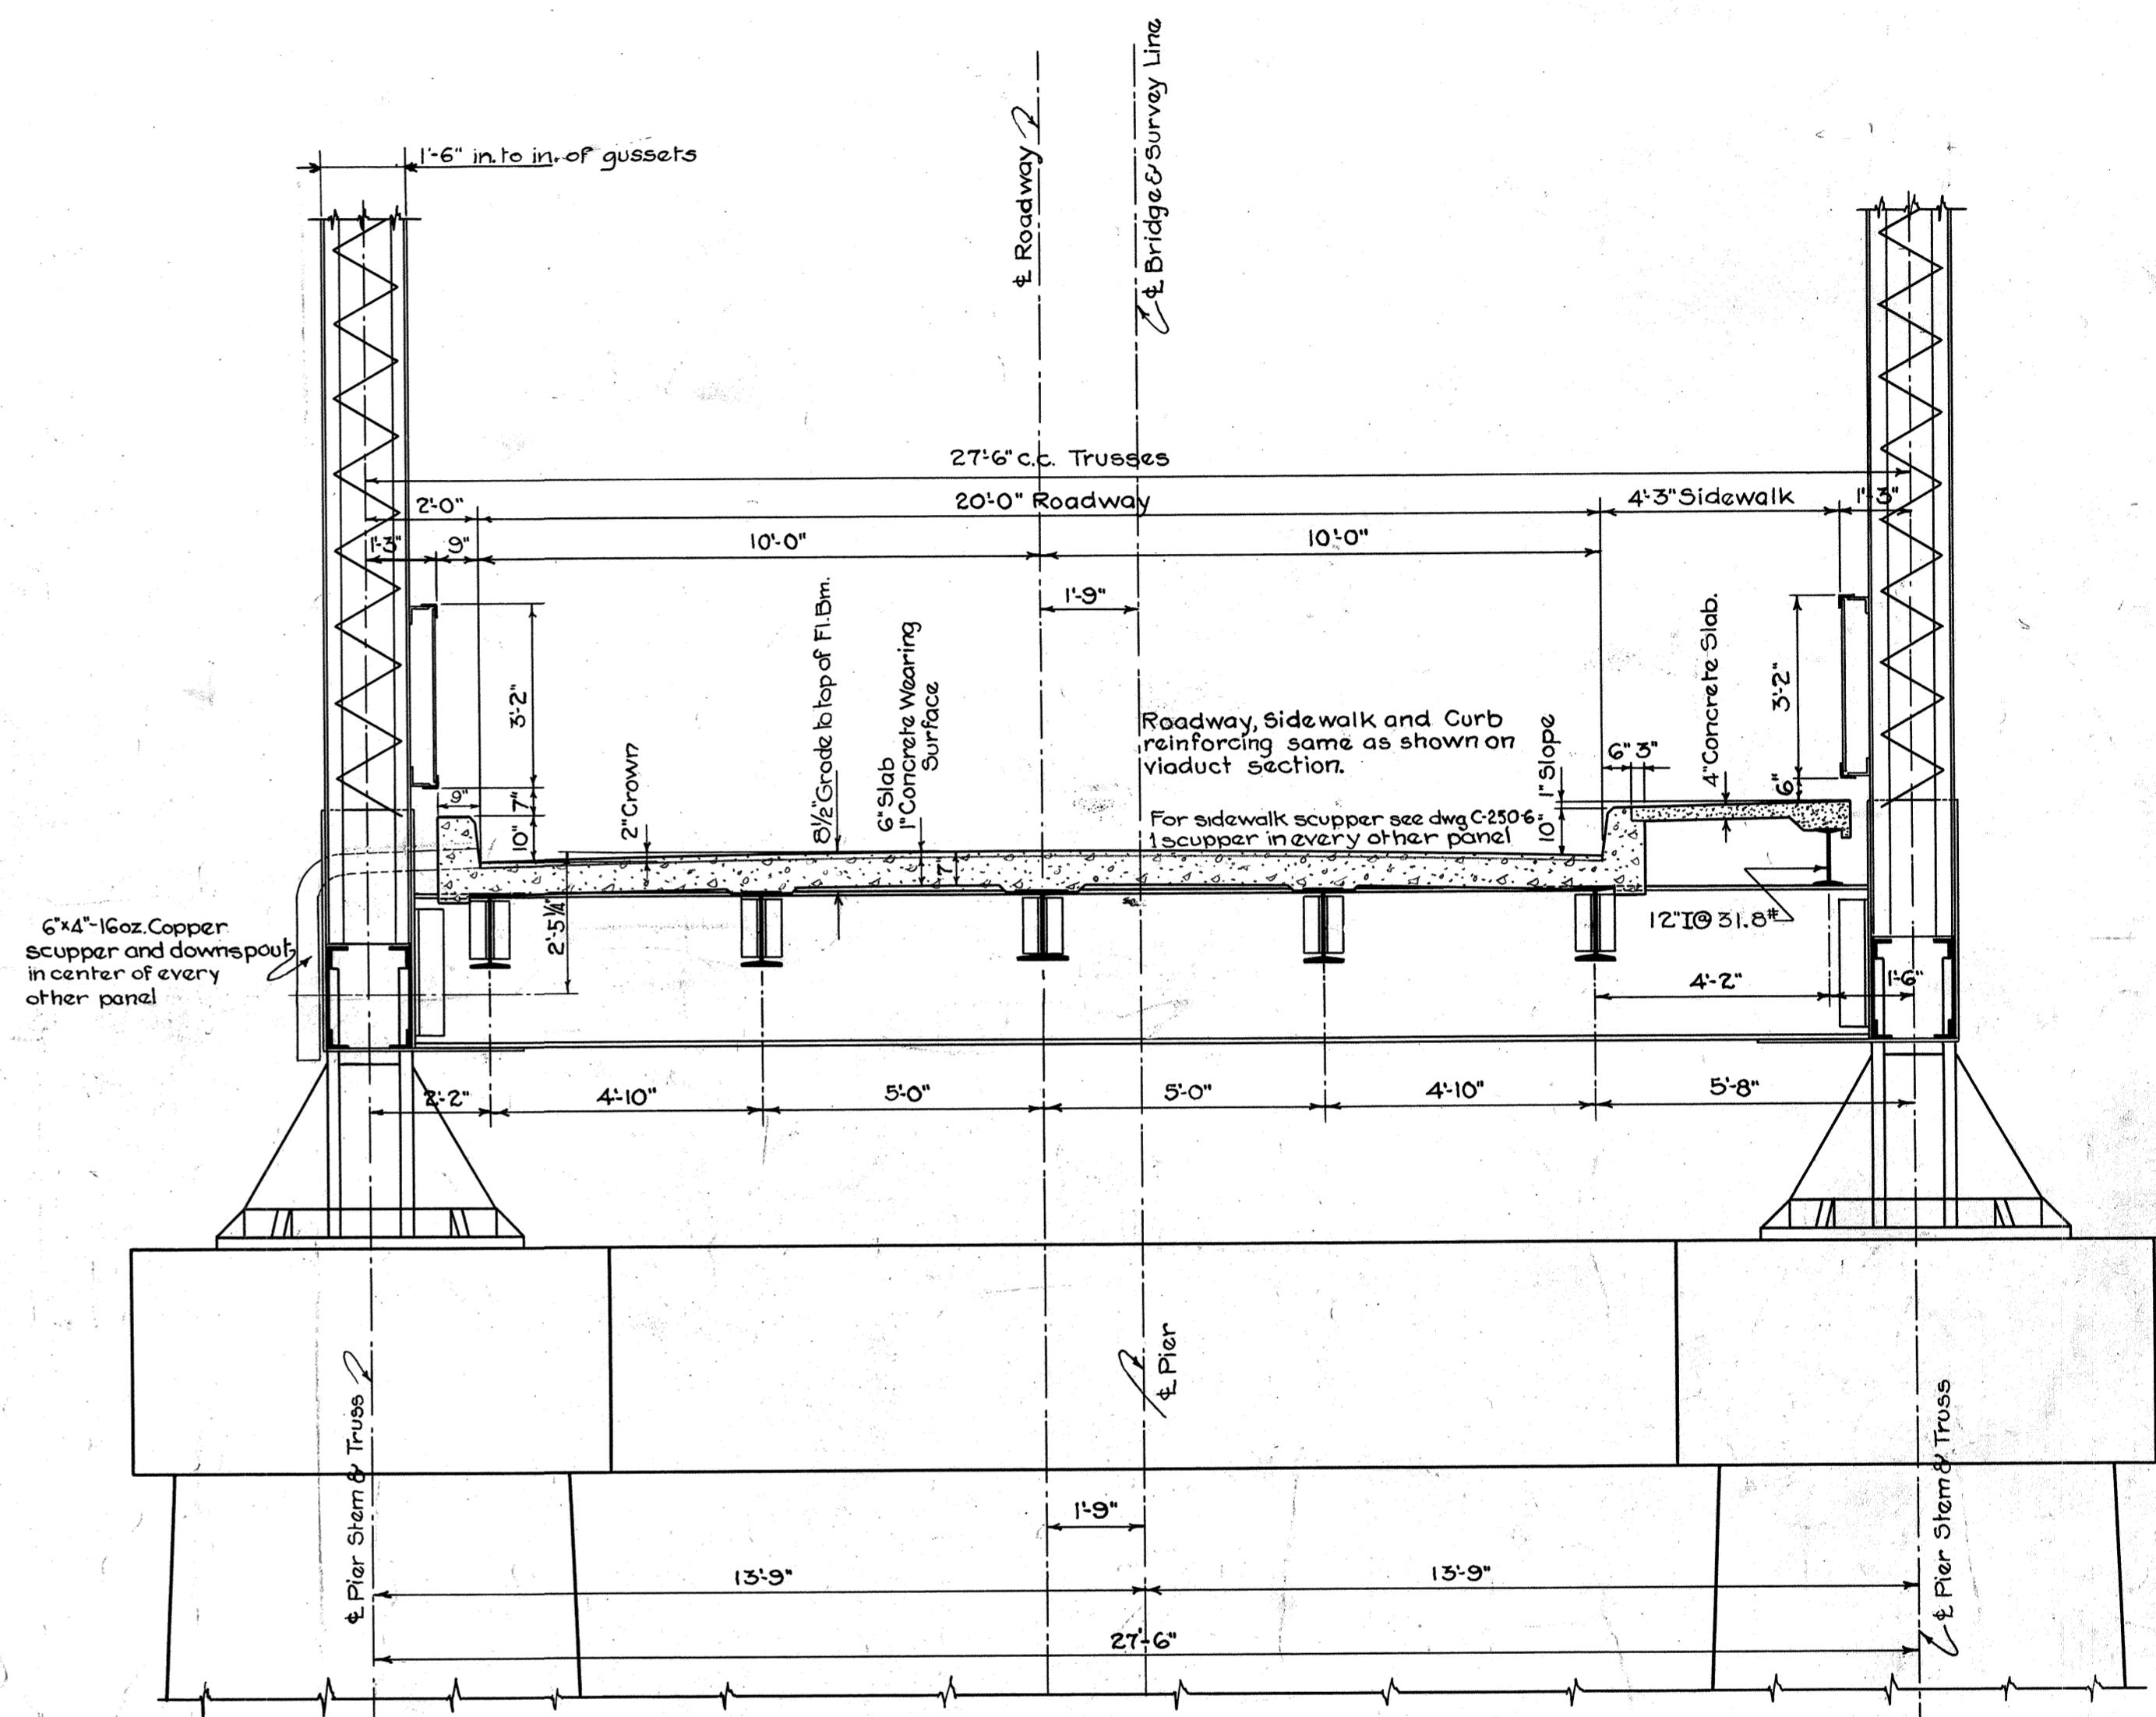 ℄ Roadway
℄ Bridge & Survey Line
1'-6" in. to in. of gussets
27'-6" c.c. Trusses
2'-0"
20'-0" Roadway
4'-3" Sidewalk
1'-3"
1'-3"
9"
10'-0"
10'-0"
1'-9"
3'-2"
2" Crown
8½" Grade to top of Fl. Bm.
6" Slab
1" Concrete Wearing
Surface
Roadway, Sidewalk and Curb
reinforcing same as shown on
viaduct section.
1" Slope
6" 3"
4" Concrete Slab.
3'-2"
6"
9"
7"
10"
For sidewalk scupper see dwg C-250-6-
1 scupper in every other panel
10"
7"
2'-5¼"
6"x4"-16oz. Copper
scupper and downspout
in center of every
other panel
12" I @ 31.8#
4'-2"
1'-6"
2'-2"
4'-10"
5'-0"
5'-0"
4'-10"
5'-8"
℄ Pier Stem & Truss
℄ Pier
℄ Pier Stem & Truss
1'-9"
13'-9"
13'-9"
27'-6"